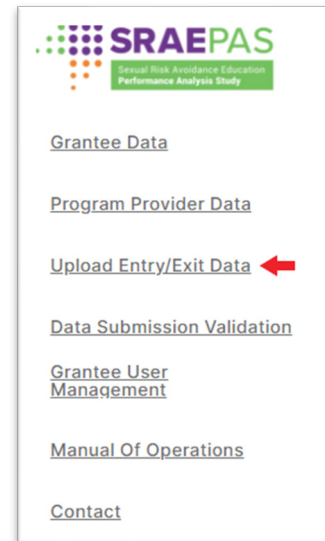 SRAEPAS
Sexual Risk Avoidance Education
Performance Analysis Study
Grantee Data
Program Provider Data
Upload Entry/Exit Data
Data Submission Validation
Grantee User
Management
Manual Of Operations
Contact